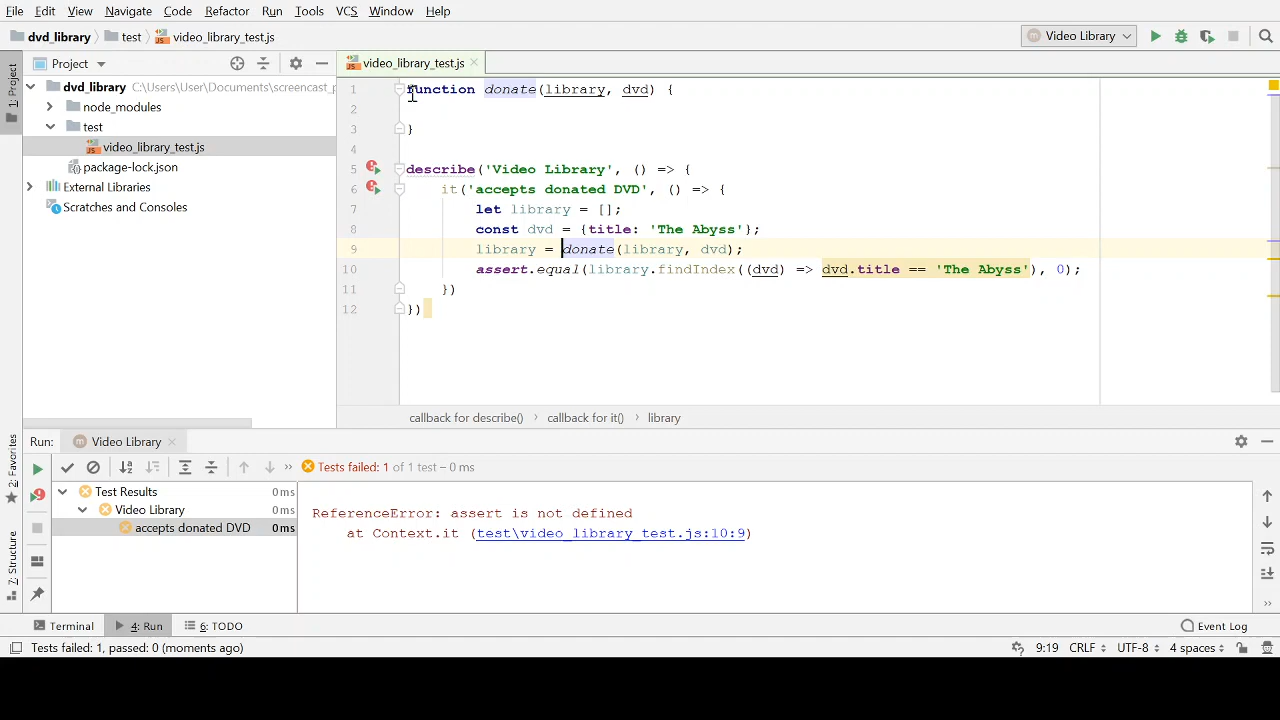 File Edit View Navigate Code Refactor Run Tools VCS Window Help
dvd_library test video_library_test.js Video Library
1: Project
Project
dvd_library C:\Users\User\Documents\screencast_p
node_modules
test
video_library_test.js
package-lock.json
External Libraries
Scratches and Consoles
video_library_test.js
1 function donate(library, dvd) {
2
3 }
4
5 describe('Video Library', () => {
6 it('accepts donated DVD', () => {
7 let library = [];
8 const dvd = {title: 'The Abyss'};
9 library = donate(library, dvd);
10 assert.equal(library.findIndex((dvd) => dvd.title == 'The Abyss'), 0);
11 })
12 })
callback for describe() callback for it() library
2: Favorites
7: Structure
Run: Video Library
Tests failed: 1 of 1 test – 0 ms
Test Results 0 ms
Video Library 0 ms
accepts donated DVD 0 ms
ReferenceError: assert is not defined
at Context.it (test\video_library_test.js:10:9)
Terminal 4: Run 6: TODO Event Log
Tests failed: 1, passed: 0 (moments ago) 9:19 CRLF UTF-8 4 spaces